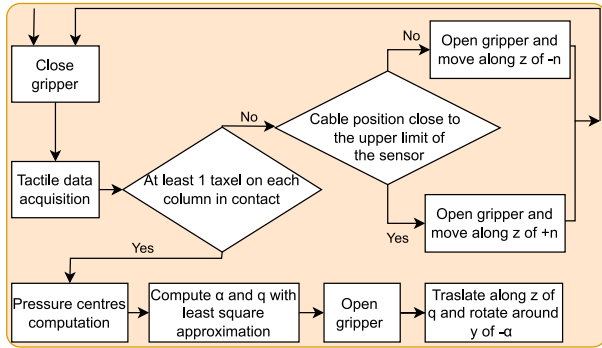 Close
gripper
Tactile data
acquisition
At least 1 taxel on each
column in contact
No
Yes
Cable position close to
the upper limit of
the sensor
No
Yes
Open gripper and
move along z of -n
Open gripper and
move along z of +n
Pressure centres
computation
Compute α and q with
least square
approximation
Open
gripper
Traslate along z of
q and rotate around
y of -α